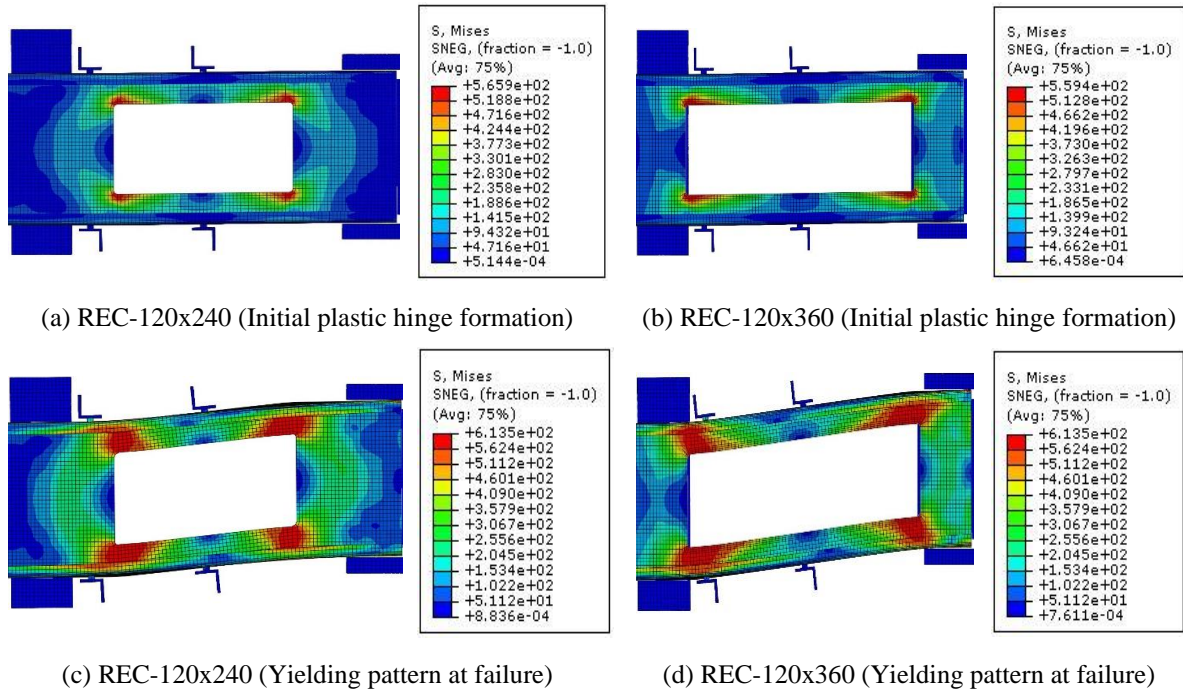 S, Mises
SNEG, (fraction = -1.0)
(Avg: 75%)
+5.659e+02
+5.188e+02
+4.716e+02
+4.244e+02
+3.773e+02
+3.301e+02
+2.830e+02
+2.358e+02
+1.886e+02
+1.415e+02
+9.432e+01
+4.716e+01
+5.144e-04
S, Mises
SNEG, (fraction = -1.0)
(Avg: 75%)
+5.594e+02
+5.128e+02
+4.662e+02
+4.196e+02
+3.730e+02
+3.263e+02
+2.797e+02
+2.331e+02
+1.865e+02
+1.399e+02
+9.324e+01
+4.662e+01
+6.458e-04
(a) REC-120x240 (Initial plastic hinge formation)
(b) REC-120x360 (Initial plastic hinge formation)
S, Mises
SNEG, (fraction = -1.0)
(Avg: 75%)
+6.135e+02
+5.624e+02
+5.112e+02
+4.601e+02
+4.090e+02
+3.579e+02
+3.067e+02
+2.556e+02
+2.045e+02
+1.534e+02
+1.022e+02
+5.112e+01
+8.836e-04
S, Mises
SNEG, (fraction = -1.0)
(Avg: 75%)
+6.135e+02
+5.624e+02
+5.112e+02
+4.601e+02
+4.090e+02
+3.579e+02
+3.067e+02
+2.556e+02
+2.045e+02
+1.534e+02
+1.022e+02
+5.112e+01
+7.611e-04
(c) REC-120x240 (Yielding pattern at failure)
(d) REC-120x360 (Yielding pattern at failure)